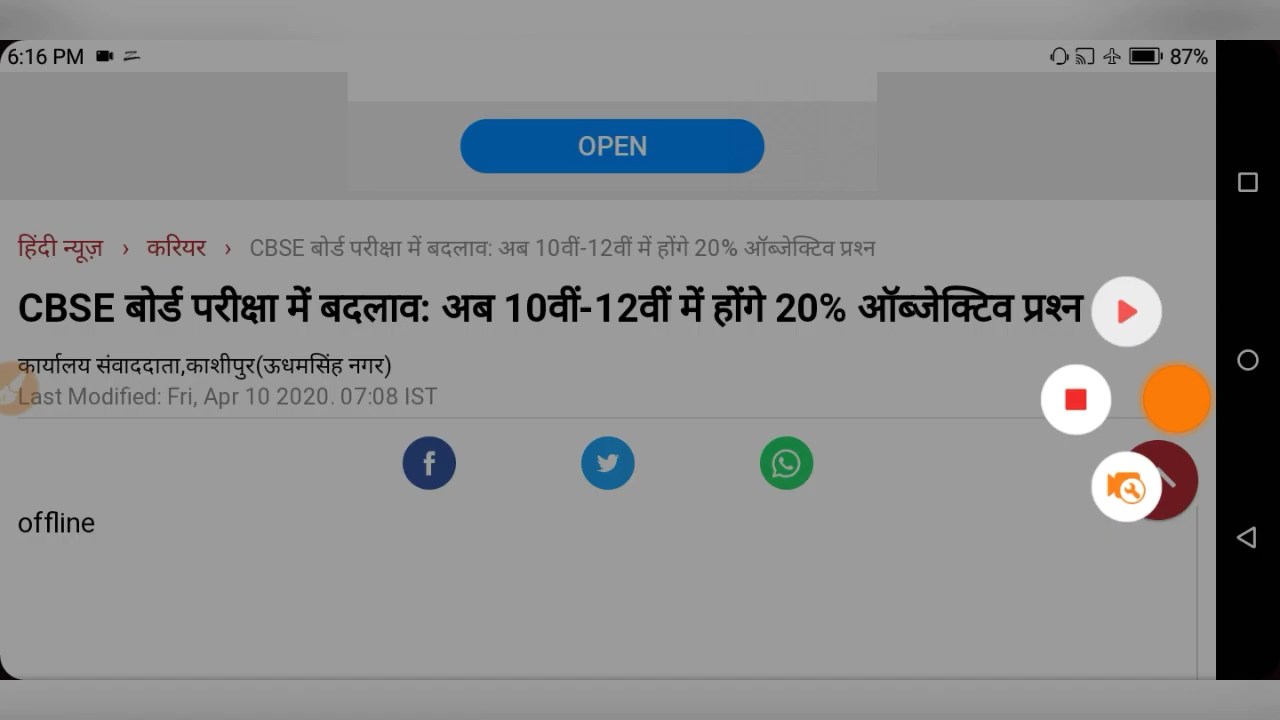 6:16 PM 87%
OPEN
हिंदी न्यूज़ › करियर › CBSE बोर्ड परीक्षा में बदलाव: अब 10वीं-12वीं में होंगे 20% ऑब्जेक्टिव प्रश्न
CBSE बोर्ड परीक्षा में बदलाव: अब 10वीं-12वीं में होंगे 20% ऑब्जेक्टिव प्रश्न
कार्यालय संवाददाता,काशीपुर(ऊधमसिंह नगर)
Last Modified: Fri, Apr 10 2020. 07:08 IST
offline